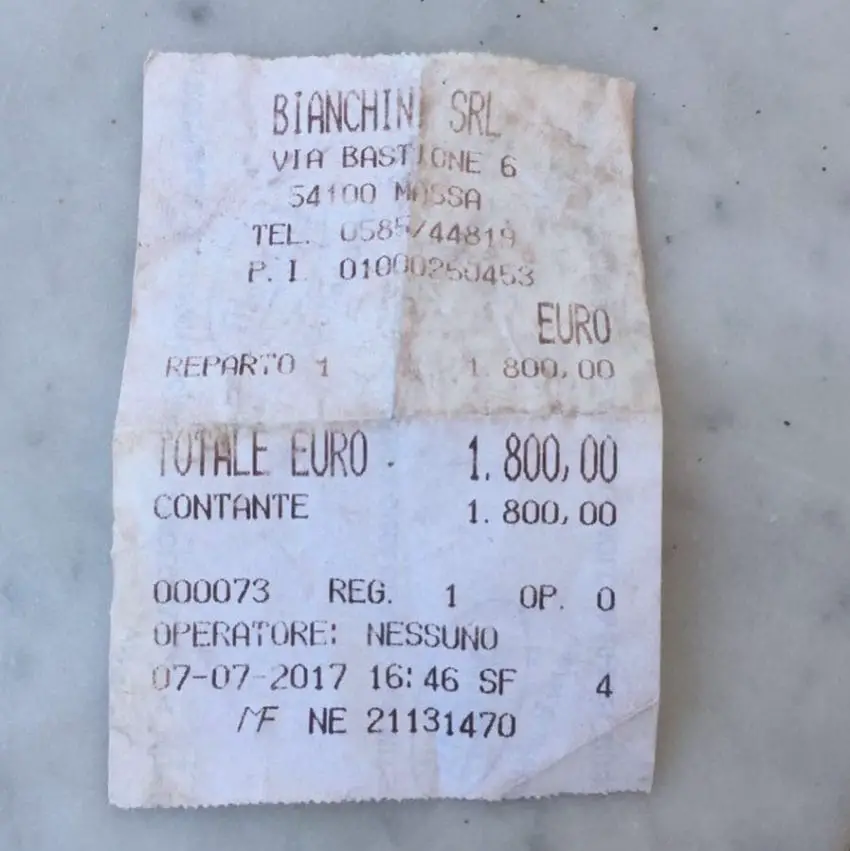 BIANCHINI SRL
VIA BASTIONE 6
54100 MASSA
TEL. 0585/44819
P. I 01000250453
EURO
REPARTO 1 1.800,00
TOTALE EURO 1.800,00
CONTANTE 1.800,00
000073 REG. 1 OP. 0
OPERATORE: NESSUNO
07-07-2017 16:46 SF 4
MF NE 21131470